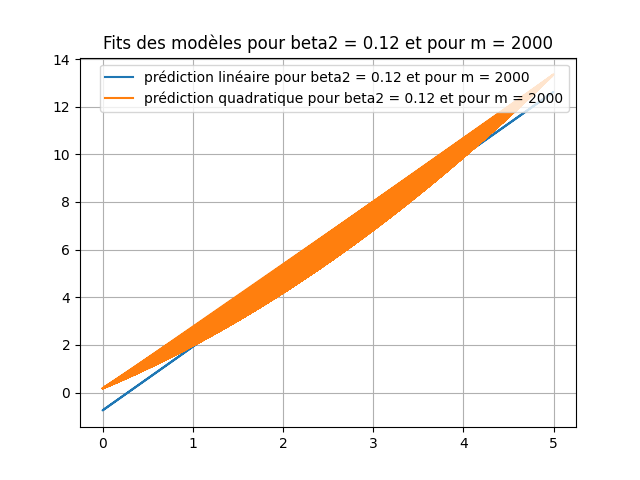 Fits des modèles pour beta2 = 0.12 et pour m = 2000
prédiction linéaire pour beta2 = 0.12 et pour m = 2000
prédiction quadratique pour beta2 = 0.12 et pour m = 2000
14
12
10
8
6
4
2
0
0 1 2 3 4 5